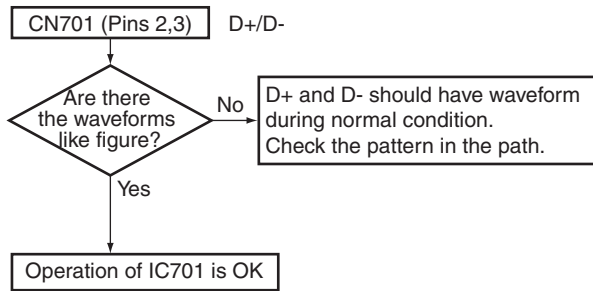 CN701 (Pins 2,3) D+/D-
Are there
the waveforms
like figure?
No
D+ and D- should have waveform
during normal condition.
Check the pattern in the path.
Yes
Operation of IC701 is OK